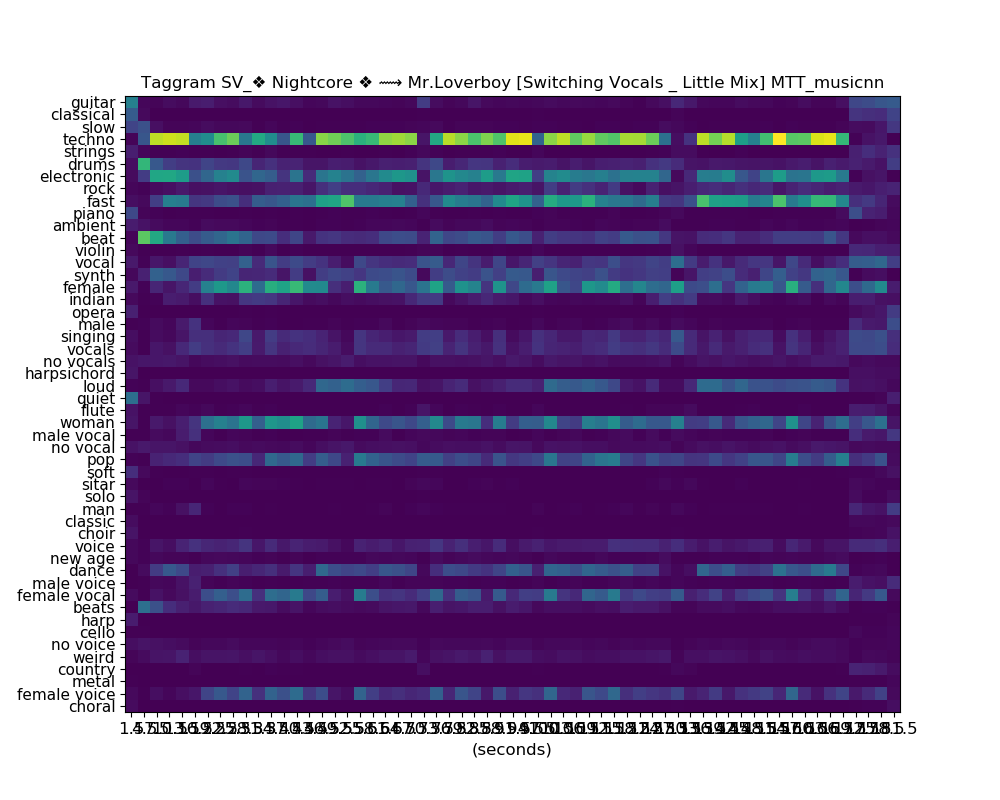 Taggram SV_❖ Nightcore ❖ ⟿ Mr.Loverboy [Switching Vocals _ Little Mix] MTT_musicnn
guitar
classical
slow
techno
strings
drums
electronic
rock
fast
piano
ambient
beat
violin
vocal
synth
female
indian
opera
male
singing
vocals
no vocals
harpsichord
loud
quiet
flute
woman
male vocal
no vocal
pop
soft
sitar
solo
man
classic
choir
voice
new age
dance
male voice
female vocal
beats
harp
cello
no voice
weird
country
metal
female voice
choral
(seconds)